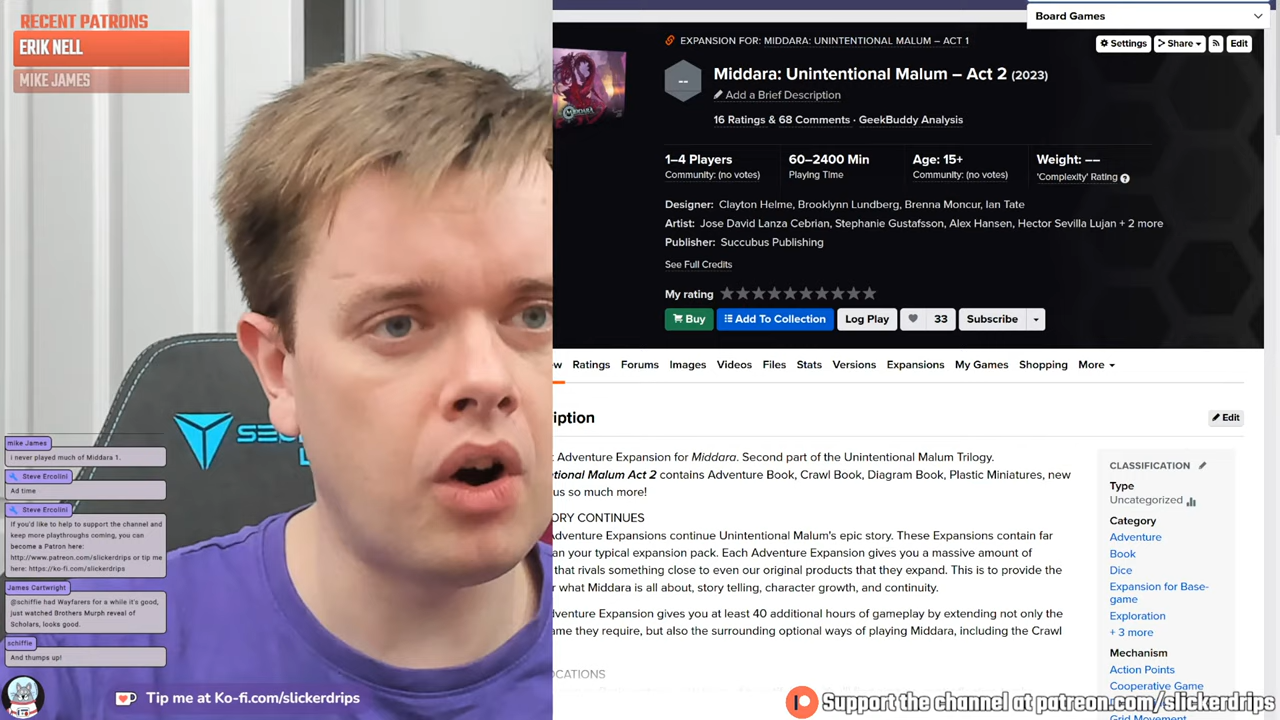 RECENT PATRONS
ERIK NELL
MIKE JAMES
mike James
i never played much of Middara 1.
Steve Ercolini
Ad time
Steve Ercolini
If you'd like to help to support the channel and
keep more playthroughs coming, you can
become a Patron here:
http://www.patreon.com/slickerdrips or tip me
here: https://ko-fi.com/slickerdrips
James Cartwright
@schiffie had Wayfarers for a while it's good,
just watched Brothers Murph reveal of
Scholars, looks good.
schiffie
And thumps up!
Tip me at Ko-fi.com/slickerdrips
Board Games
EXPANSION FOR: MIDDARA: UNINTENTIONAL MALUM – ACT 1
Settings Share Edit
-- Middara: Unintentional Malum – Act 2 (2023)
Add a Brief Description
16 Ratings & 68 Comments · GeekBuddy Analysis
1–4 Players 60–2400 Min Age: 15+ Weight: --
Community: (no votes) Playing Time Community: (no votes) 'Complexity' Rating ?
Designer: Clayton Helme, Brooklynn Lundberg, Brenna Moncur, Ian Tate
Artist: Jose David Lanza Cebrian, Stephanie Gustafsson, Alex Hansen, Hector Sevilla Lujan + 2 more
Publisher: Succubus Publishing
See Full Credits
My rating
Buy Add To Collection Log Play 33 Subscribe
w Ratings Forums Images Videos Files Stats Versions Expansions My Games Shopping More
iption Edit
Adventure Expansion for Middara. Second part of the Unintentional Malum Trilogy.
tional Malum Act 2 contains Adventure Book, Crawl Book, Diagram Book, Plastic Miniatures, new
us so much more!
ORY CONTINUES
Adventure Expansions continue Unintentional Malum's epic story. These Expansions contain far
an your typical expansion pack. Each Adventure Expansion gives you a massive amount of
that rivals something close to even our original products that they expand. This is to provide the
r what Middara is all about, story telling, character growth, and continuity.
dventure Expansion gives you at least 40 additional hours of gameplay by extending not only the
ame they require, but also the surrounding optional ways of playing Middara, including the Crawl
OCATIONS
CLASSIFICATION
Type
Uncategorized
Category
Adventure
Book
Dice
Expansion for Base-
game
Exploration
+ 3 more
Mechanism
Action Points
Cooperative Game
Grid Movement
Support the channel at patreon.com/slickerdrips